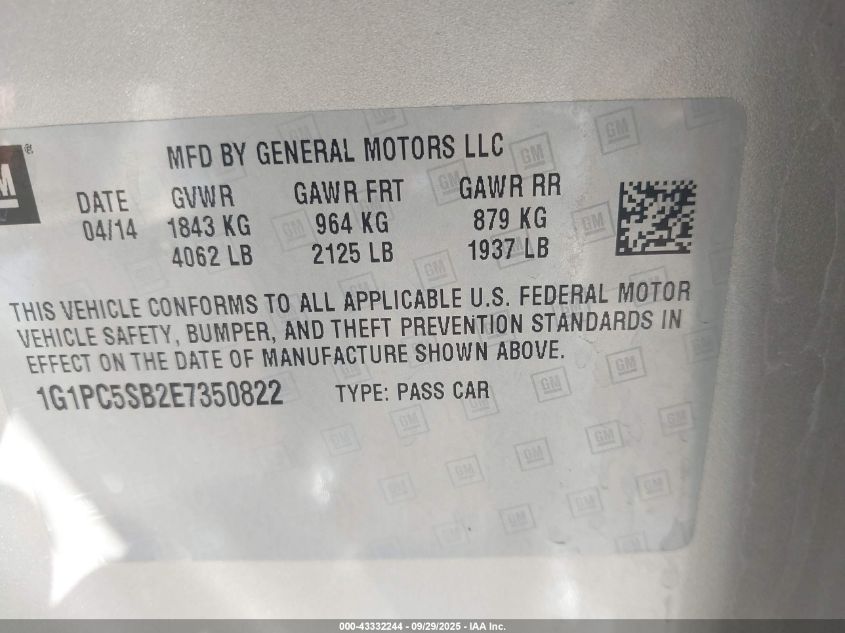 MFD BY GENERAL MOTORS LLC
DATE GVWR GAWR FRT GAWR RR
04/14 1843 KG 964 KG 879 KG
4062 LB 2125 LB 1937 LB
THIS VEHICLE CONFORMS TO ALL APPLICABLE U.S. FEDERAL MOTOR
VEHICLE SAFETY, BUMPER, AND THEFT PREVENTION STANDARDS IN
EFFECT ON THE DATE OF MANUFACTURE SHOWN ABOVE.
1G1PC5SB2E7350822 TYPE: PASS CAR
GM
000-43332244 - 09/29/2025 - IAA Inc.